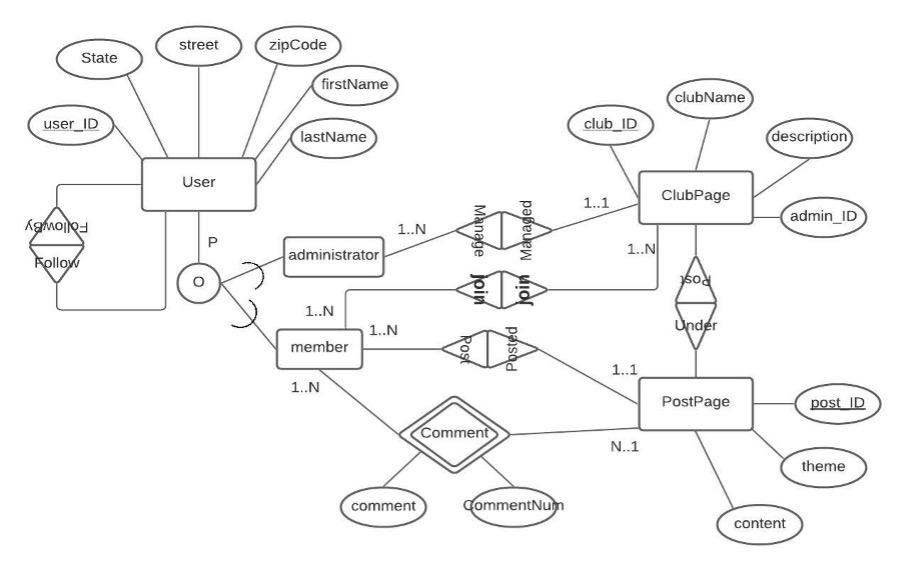 State
street
zipCode
firstName
user_ID
lastName
User
FollowBy
Follow
P
O
administrator
1..N
Manage
Managed
1..1
club_ID
clubName
description
ClubPage
admin_ID
1..N
join
join
1..N
Post
Under
member
1..N
Post
Posted
1..1
PostPage
post_ID
1..N
Comment
N..1
theme
comment
CommentNum
content